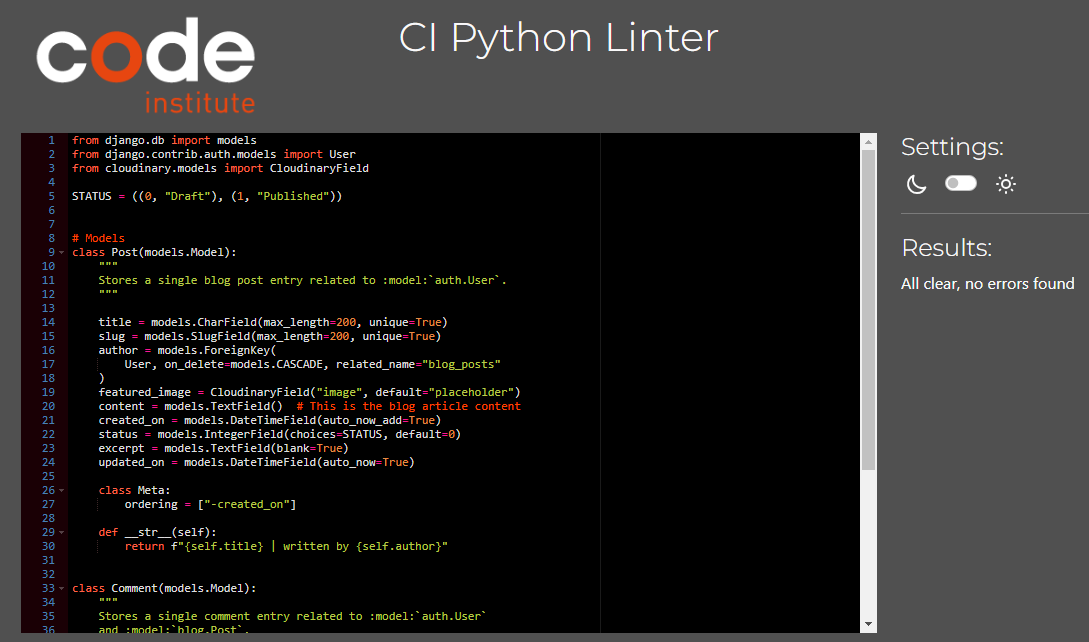 code
institute
CI Python Linter
1 from django.db import models
2 from django.contrib.auth.models import User
3 from cloudinary.models import CloudinaryField
4
5 STATUS = ((0, "Draft"), (1, "Published"))
6
7
8 # Models
9 class Post(models.Model):
10     """
11     Stores a single blog post entry related to :model:`auth.User`.
12     """
13
14     title = models.CharField(max_length=200, unique=True)
15     slug = models.SlugField(max_length=200, unique=True)
16     author = models.ForeignKey(
17         User, on_delete=models.CASCADE, related_name="blog_posts"
18     )
19     featured_image = CloudinaryField("image", default="placeholder")
20     content = models.TextField()  # This is the blog article content
21     created_on = models.DateTimeField(auto_now_add=True)
22     status = models.IntegerField(choices=STATUS, default=0)
23     excerpt = models.TextField(blank=True)
24     updated_on = models.DateTimeField(auto_now=True)
25
26     class Meta:
27         ordering = ["-created_on"]
28
29     def __str__(self):
30         return f"{self.title} | written by {self.author}"
31
32
33 class Comment(models.Model):
34     """
35     Stores a single comment entry related to :model:`auth.User`
36     and :model:`blog.Post`.
Settings:
Results:
All clear, no errors found